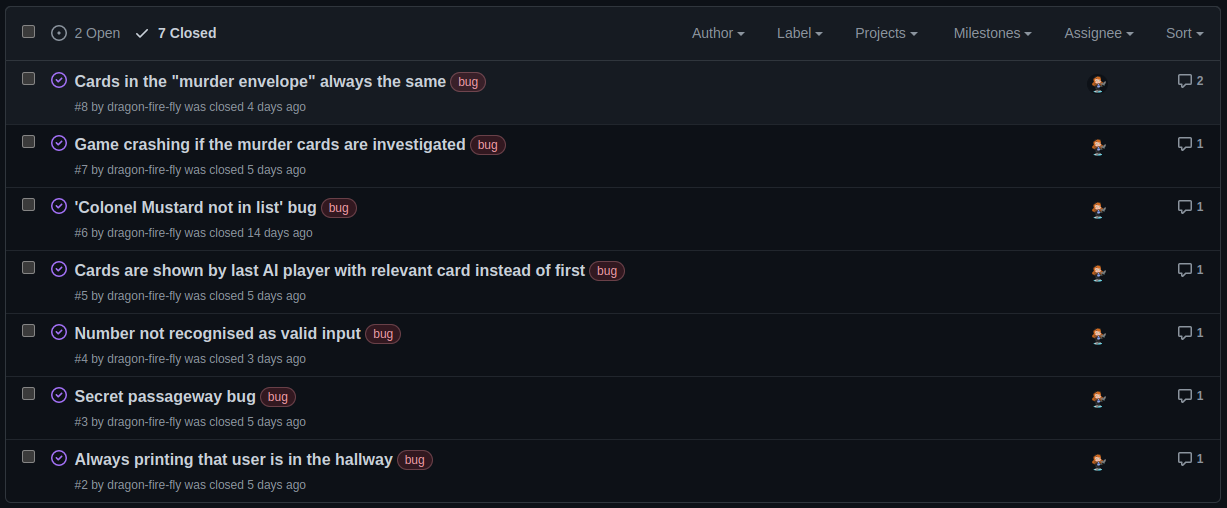 2 Open 7 Closed Author Label Projects Milestones Assignee Sort
Cards in the "murder envelope" always the same bug 2
#8 by dragon-fire-fly was closed 4 days ago
Game crashing if the murder cards are investigated bug 1
#7 by dragon-fire-fly was closed 5 days ago
'Colonel Mustard not in list' bug bug 1
#6 by dragon-fire-fly was closed 14 days ago
Cards are shown by last AI player with relevant card instead of first bug 1
#5 by dragon-fire-fly was closed 5 days ago
Number not recognised as valid input bug 1
#4 by dragon-fire-fly was closed 3 days ago
Secret passageway bug bug 1
#3 by dragon-fire-fly was closed 5 days ago
Always printing that user is in the hallway bug 1
#2 by dragon-fire-fly was closed 5 days ago